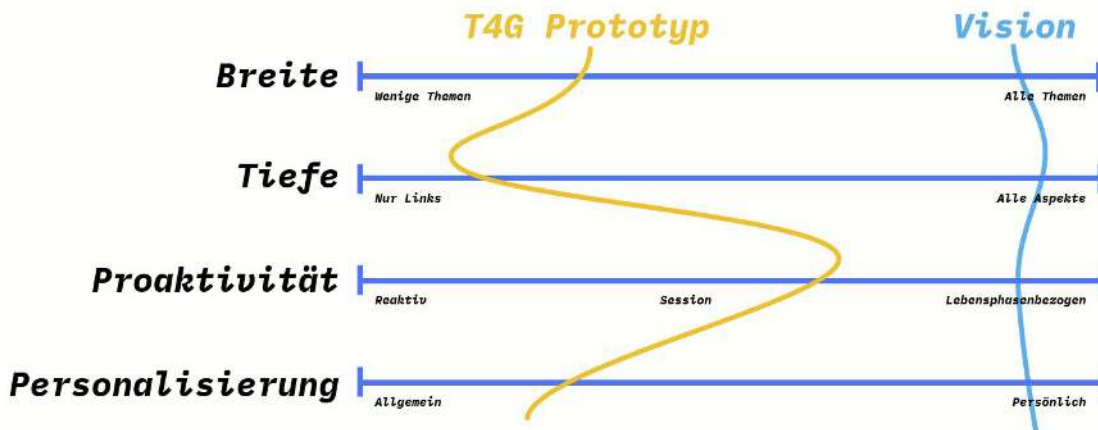 T4G Prototyp Vision
Breite
Wenige Themen Alle Themen
Tiefe
Nur Links Alle Aspekte
Proaktivität
Reaktiv Session Lebensphasenbezogen
Personalisierung
Allgemein Persönlich